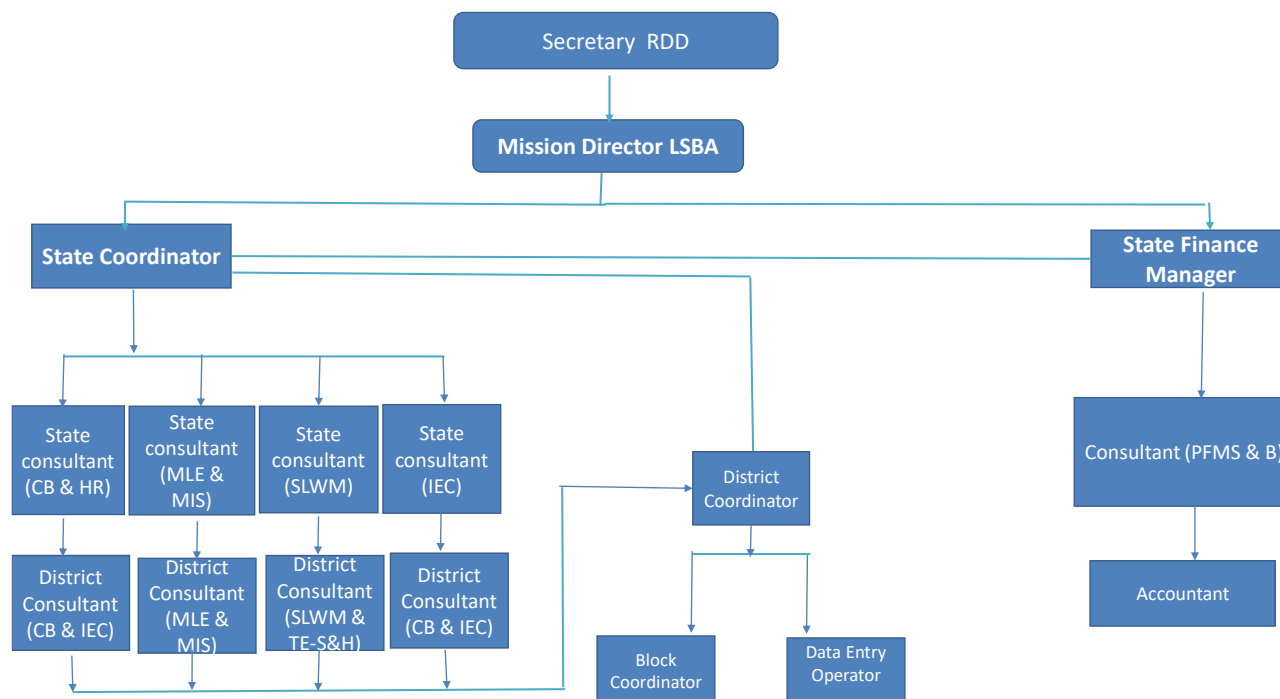 Secretary RDD
Mission Director LSBA
State Coordinator
State Finance
Manager
State
consultant
(CB & HR)
State
consultant
(MLE &
MIS)
State
consultant
(SLWM)
State
consultant
(IEC)
District
Coordinator
Consultant (PFMS & B)
District
Consultant
(CB & IEC)
District
Consultant
(MLE &
MIS)
District
Consultant
(SLWM &
TE-S&H)
District
Consultant
(CB & IEC)
Block
Coordinator
Data Entry
Operator
Accountant